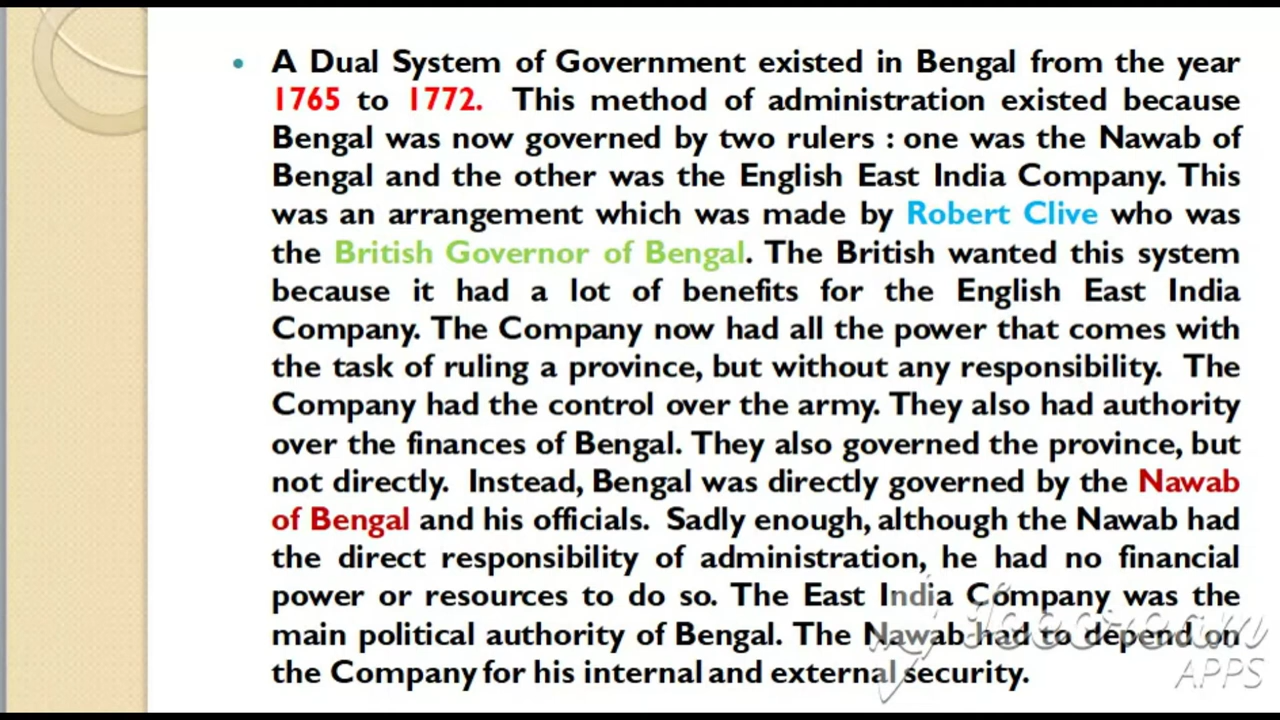 • A Dual System of Government existed in Bengal from the year
1765 to 1772. This method of administration existed because
Bengal was now governed by two rulers : one was the Nawab of
Bengal and the other was the English East India Company. This
was an arrangement which was made by Robert Clive who was
the British Governor of Bengal. The British wanted this system
because it had a lot of benefits for the English East India
Company. The Company now had all the power that comes with
the task of ruling a province, but without any responsibility. The
Company had the control over the army. They also had authority
over the finances of Bengal. They also governed the province, but
not directly. Instead, Bengal was directly governed by the Nawab
of Bengal and his officials. Sadly enough, although the Nawab had
the direct responsibility of administration, he had no financial
power or resources to do so. The East India Company was the
main political authority of Bengal. The Nawab had to depend on
the Company for his internal and external security.
APPS